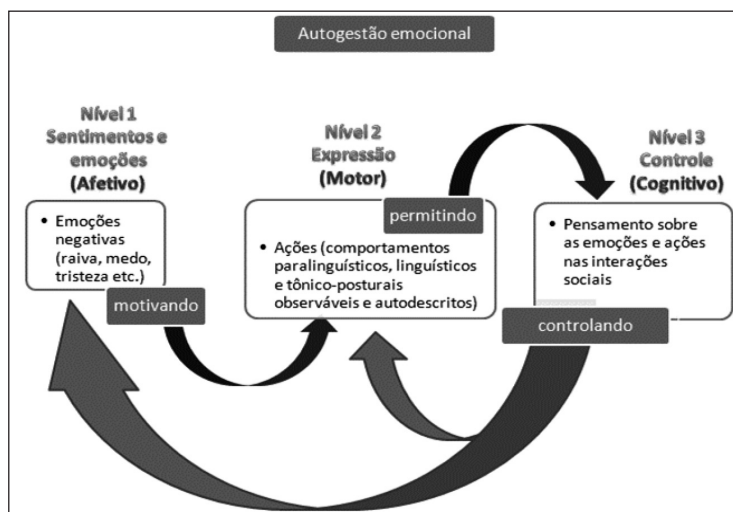 Autogestão emocional
Nível 1
Sentimentos e
emoções
(Afetivo)
• Emoções
negativas
(raiva, medo,
tristeza etc.)
motivando
Nível 2
Expressão
(Motor)
permitindo
• Ações (comportamentos
paralinguísticos, linguísticos
e tônico-posturais
observáveis e autodescritos)
Nível 3
Controle
(Cognitivo)
• Pensamento sobre
as emoções e ações
nas interações
sociais
controlando